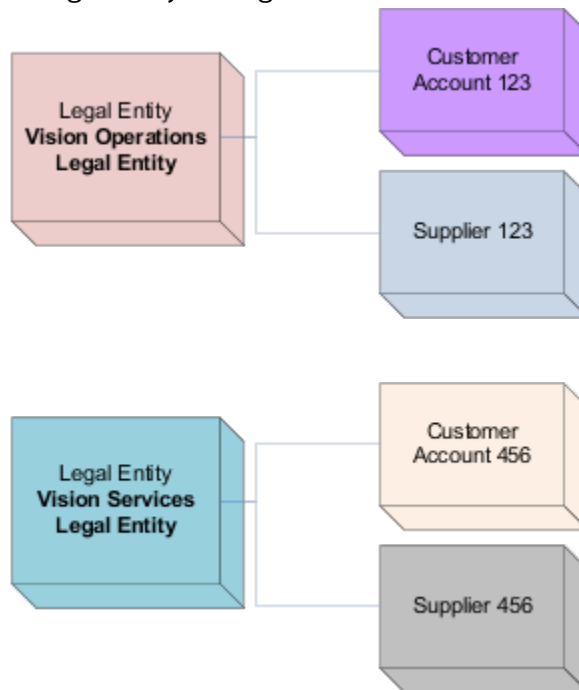 Customer
Account 123
Legal Entity
Vision Operations
Legal Entity
Supplier 123
Customer
Account 456
Legal Entity
Vision Services
Legal Entity
Supplier 456